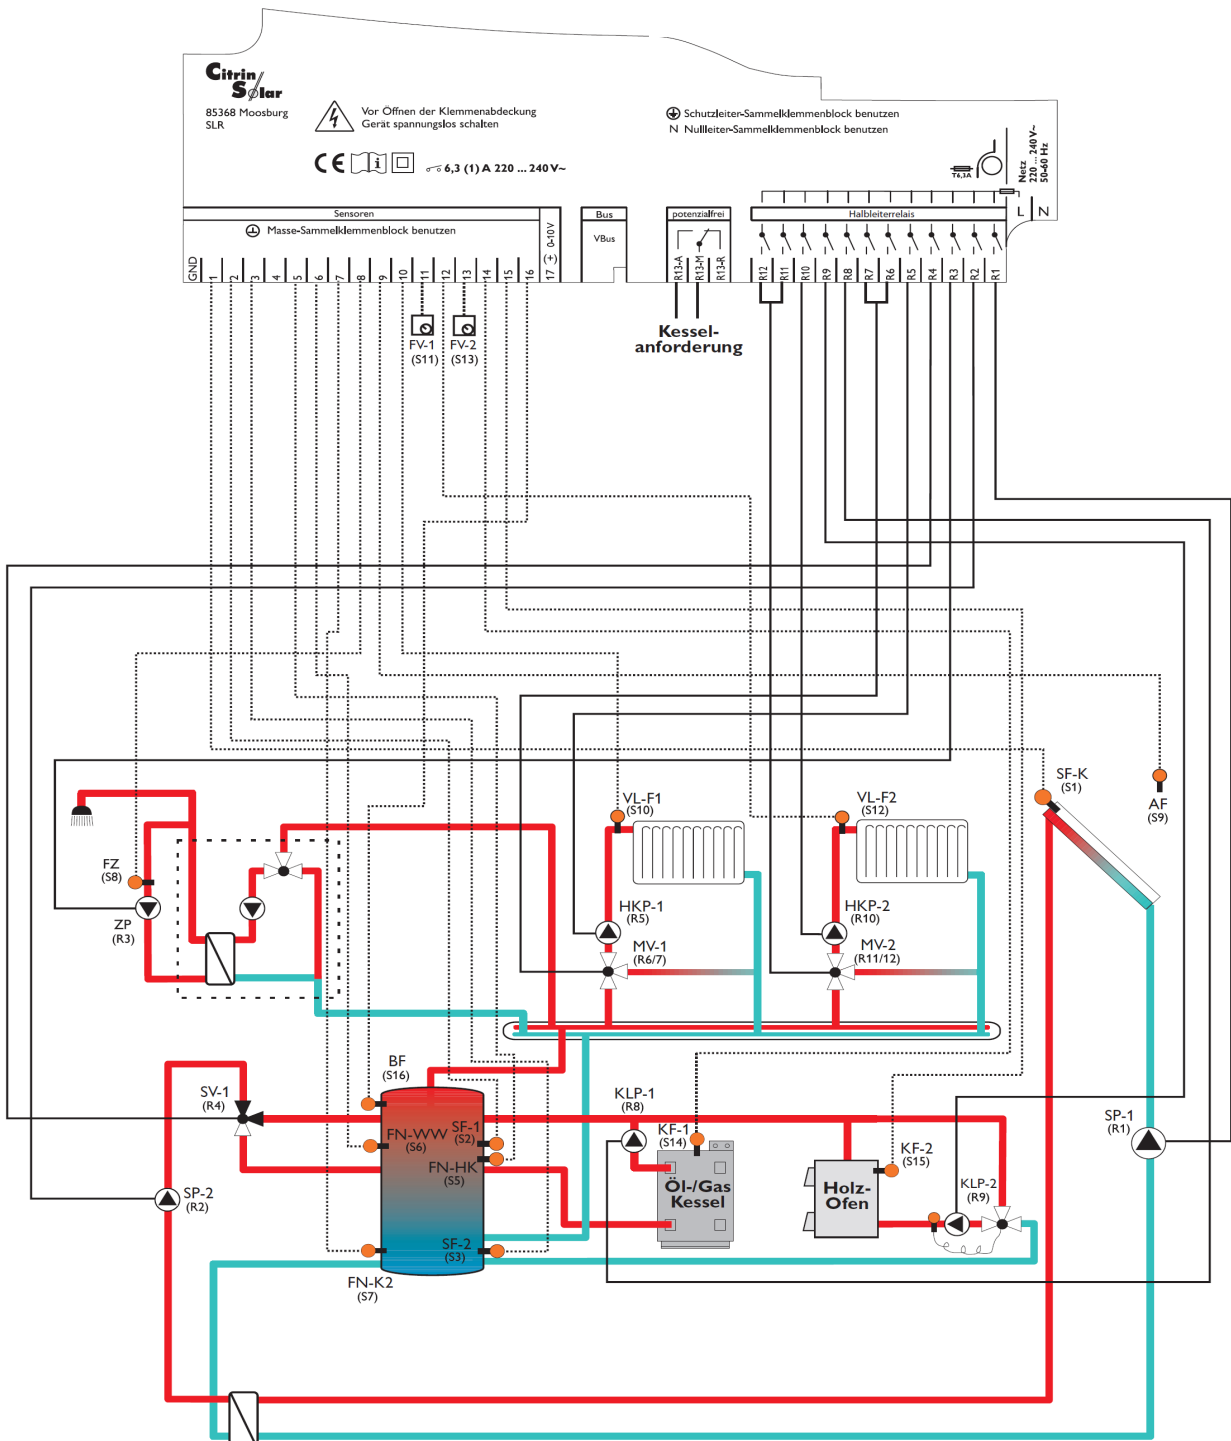 Citrin
Solar
85368 Moosburg
SLR
Vor Öffnen der Klemmenabdeckung
Gerät spannungslos schalten
CE
i
6,3 (1) A 220 ... 240 V~
Schutzleiter-Sammelklemmenblock benutzen
N Nullleiter-Sammelklemmenblock benutzen
T6,3A
Netz
220 ... 240 V~
50-60 Hz
L N
Sensoren
Masse-Sammelklemmenblock benutzen
Bus
VBus
potenzialfrei
Halbleiterrelais
GND 1 2 3 4 5 6 7 8 9 10 11 12 13 14 15 16 17 (+) 0-10 V
R13-A R13-M R13-R
R12 R11 R10 R9 R8 R7 R6 R5 R4 R3 R2 R1
FV-1
(S11)
FV-2
(S13)
Kessel-
anforderung
SF-K
(S1)
AF
(S9)
VL-F1
(S10)
VL-F2
(S12)
FZ
(S8)
ZP
(R3)
HKP-1
(R5)
HKP-2
(R10)
MV-1
(R6/7)
MV-2
(R11/12)
BF
(S16)
SV-1
(R4)
KLP-1
(R8)
SP-1
(R1)
FN-WW
(S6)
SF-1
(S2)
KF-1
(S14)
KF-2
(S15)
FN-HK
(S5)
Öl-/Gas
Kessel
Holz-
Ofen
KLP-2
(R9)
SP-2
(R2)
SF-2
(S3)
FN-K2
(S7)